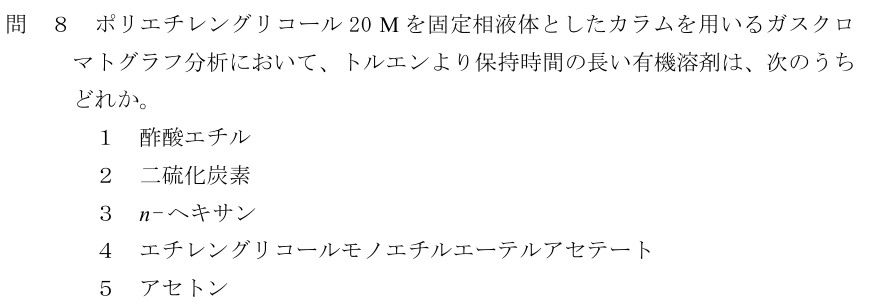 問 8 ポリエチレングリコール 20 M を固定相液体としたカラムを用いるガスクロ
マトグラフ分析において、トルエンより保持時間の長い有機溶剤は、次のうち
どれか。
1 酢酸エチル
2 二硫化炭素
3 n-ヘキサン
4 エチレングリコールモノエチルエーテルアセテート
5 アセトン